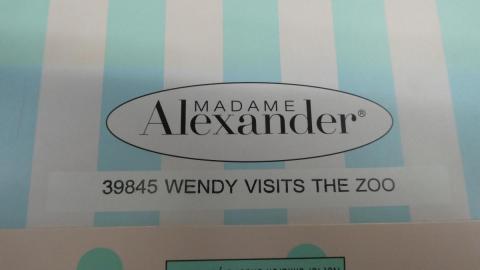 MADAME
Alexander®
39845 WENDY VISITS THE ZOO